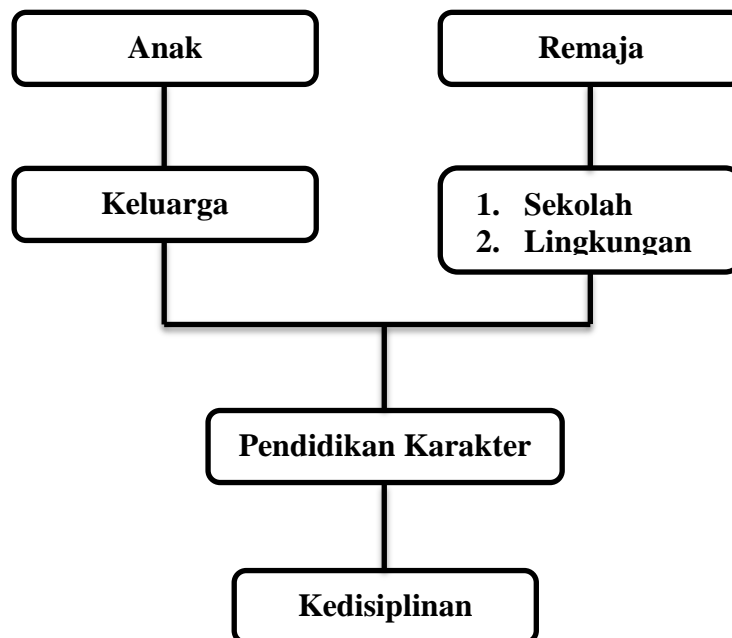 Anak
Remaja
Keluarga
1. Sekolah
2. Lingkungan
Pendidikan Karakter
Kedisiplinan